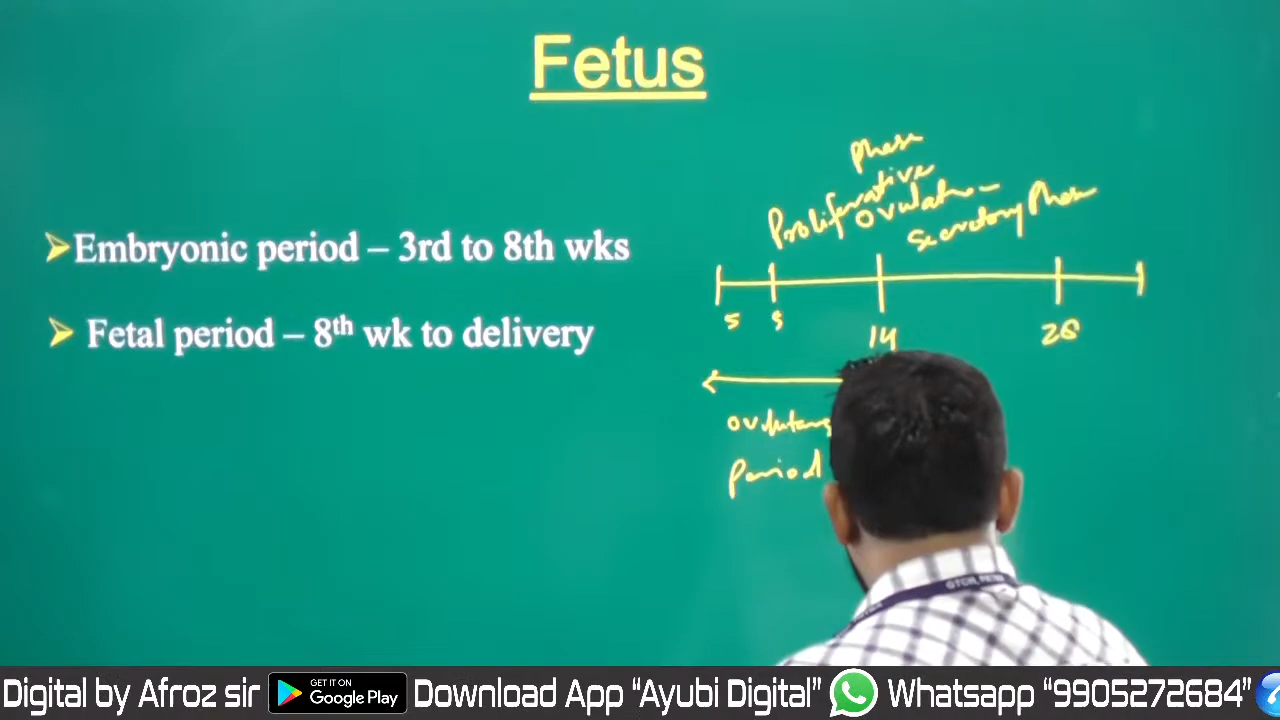 Fetus
Embryonic period – 3rd to 8th wks
Fetal period – 8th wk to delivery
Phase
Proliferative
Secretory Phase
5
14
28
period
Digital by Afroz sir GET IT ON Google Play Download App “Ayubi Digital” Whatsapp “9905272684”